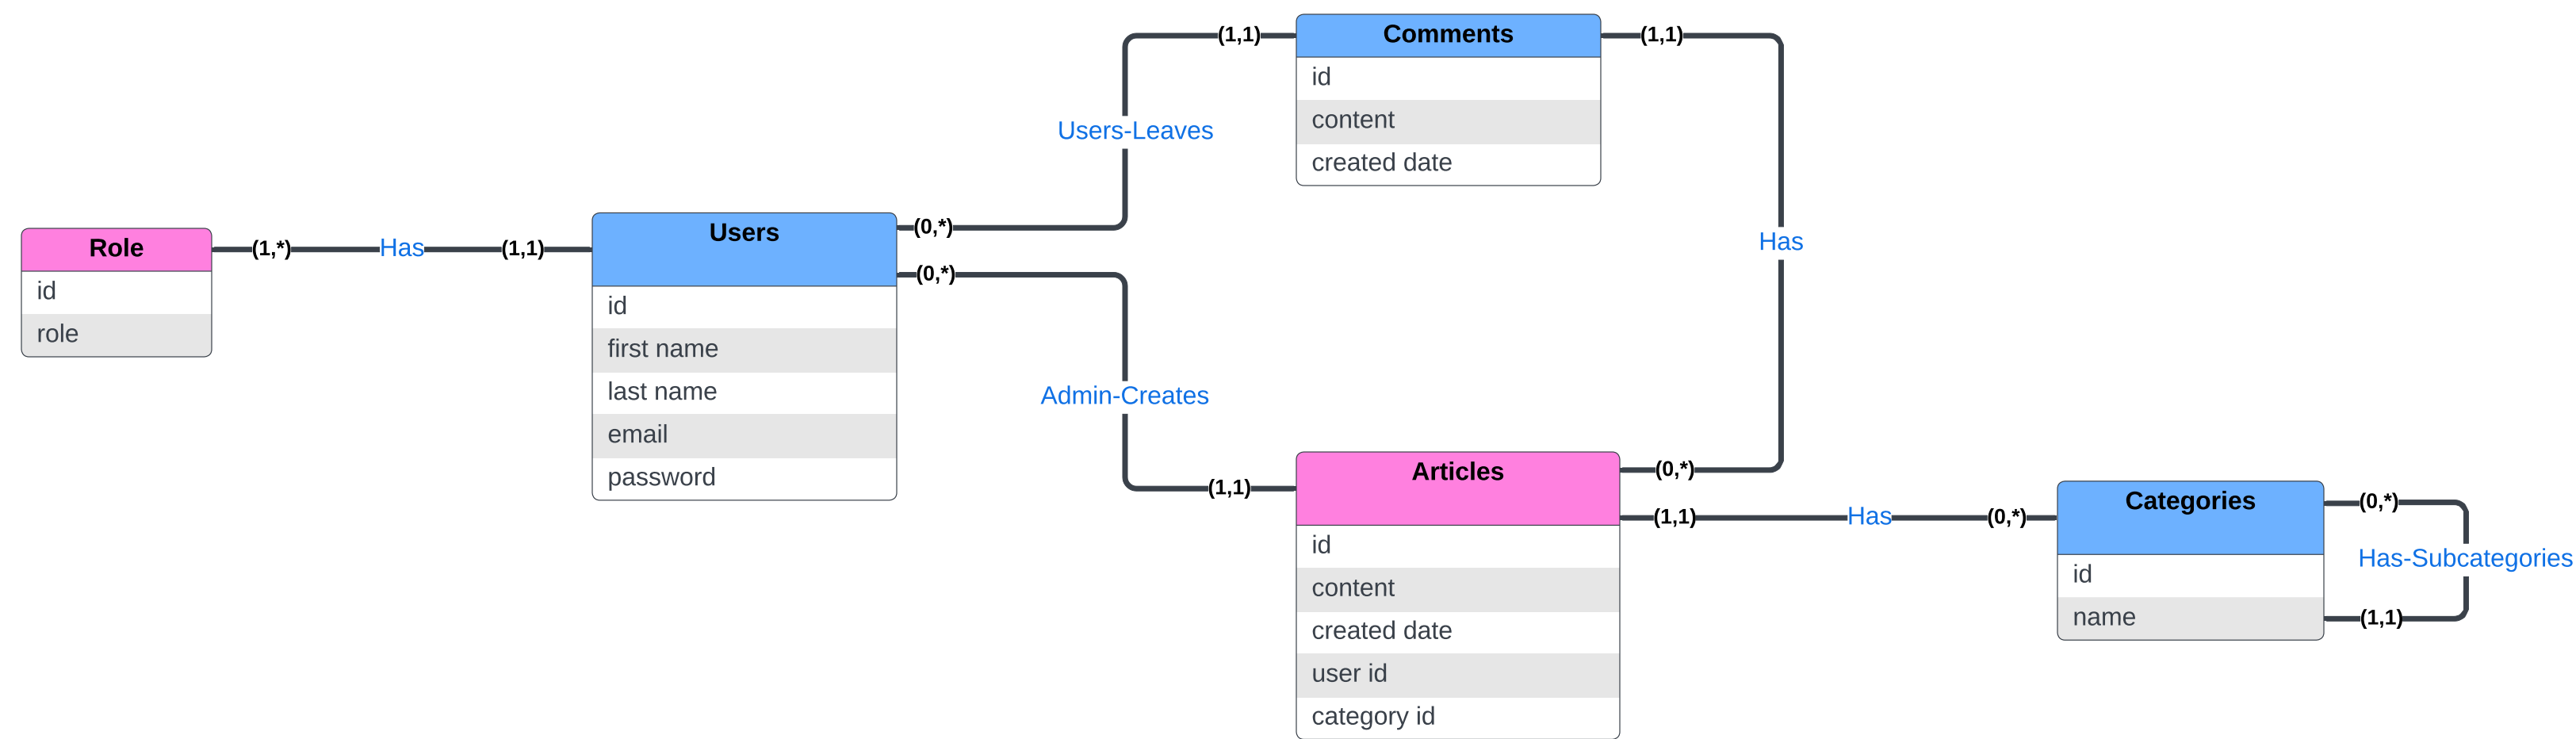 Role
id
role
(1,*)
Has
(1,1)
Users
id
first name
last name
email
password
(0,*)
Users-Leaves
(1,1)
(0,*)
Admin-Creates
(1,1)
Comments
id
content
created date
(1,1)
Has
(0,*)
Articles
id
content
created date
user id
category id
(1,1)
Has
(0,*)
Categories
id
name
(0,*)
Has-Subcategories
(1,1)